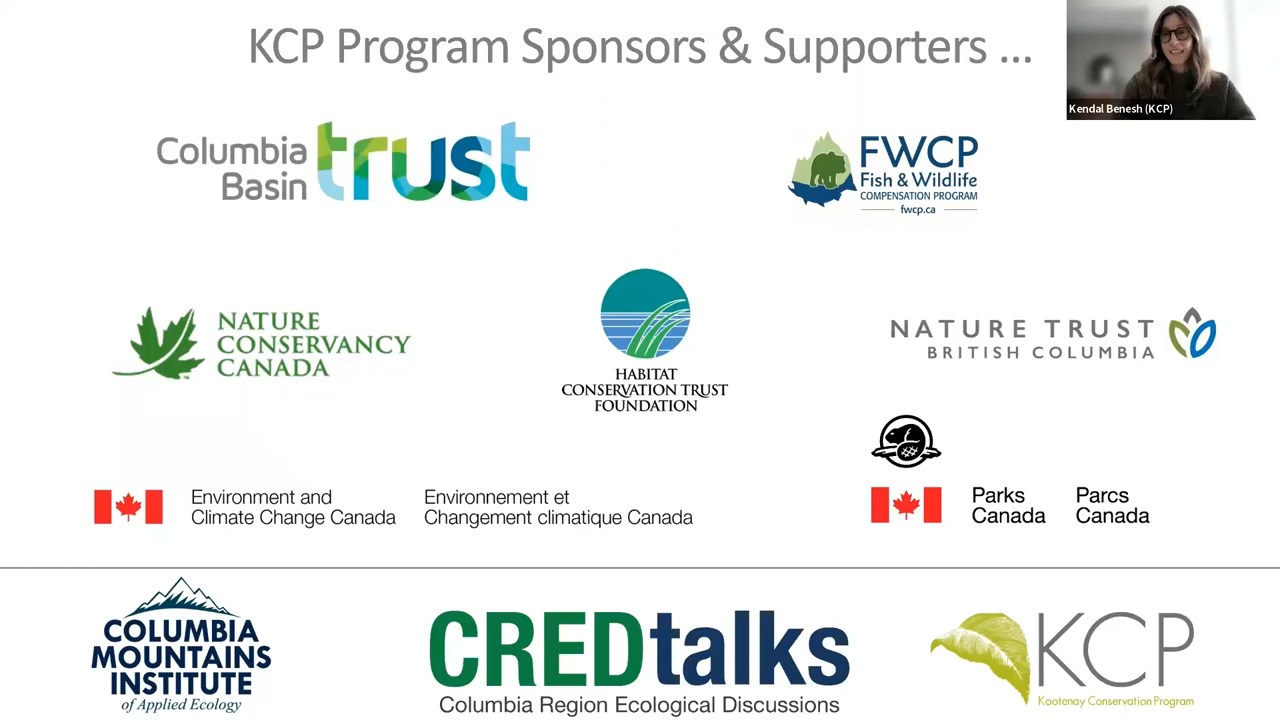 KCP Program Sponsors & Supporters ...
Kendal Benesh (KCP)
Columbia
Basin
trust
FWCP
Fish & Wildlife
COMPENSATION PROGRAM
fwcp.ca
NATURE
CONSERVANCY
CANADA
HABITAT
CONSERVATION TRUST
FOUNDATION
NATURE TRUST
BRITISH COLUMBIA
Environment and
Climate Change Canada
Environnement et
Changement climatique Canada
Parks
Canada
Parcs
Canada
COLUMBIA
MOUNTAINS
INSTITUTE
of Applied Ecology
CREDtalks
Columbia Region Ecological Discussions
KCP
Kootenay Conservation Program